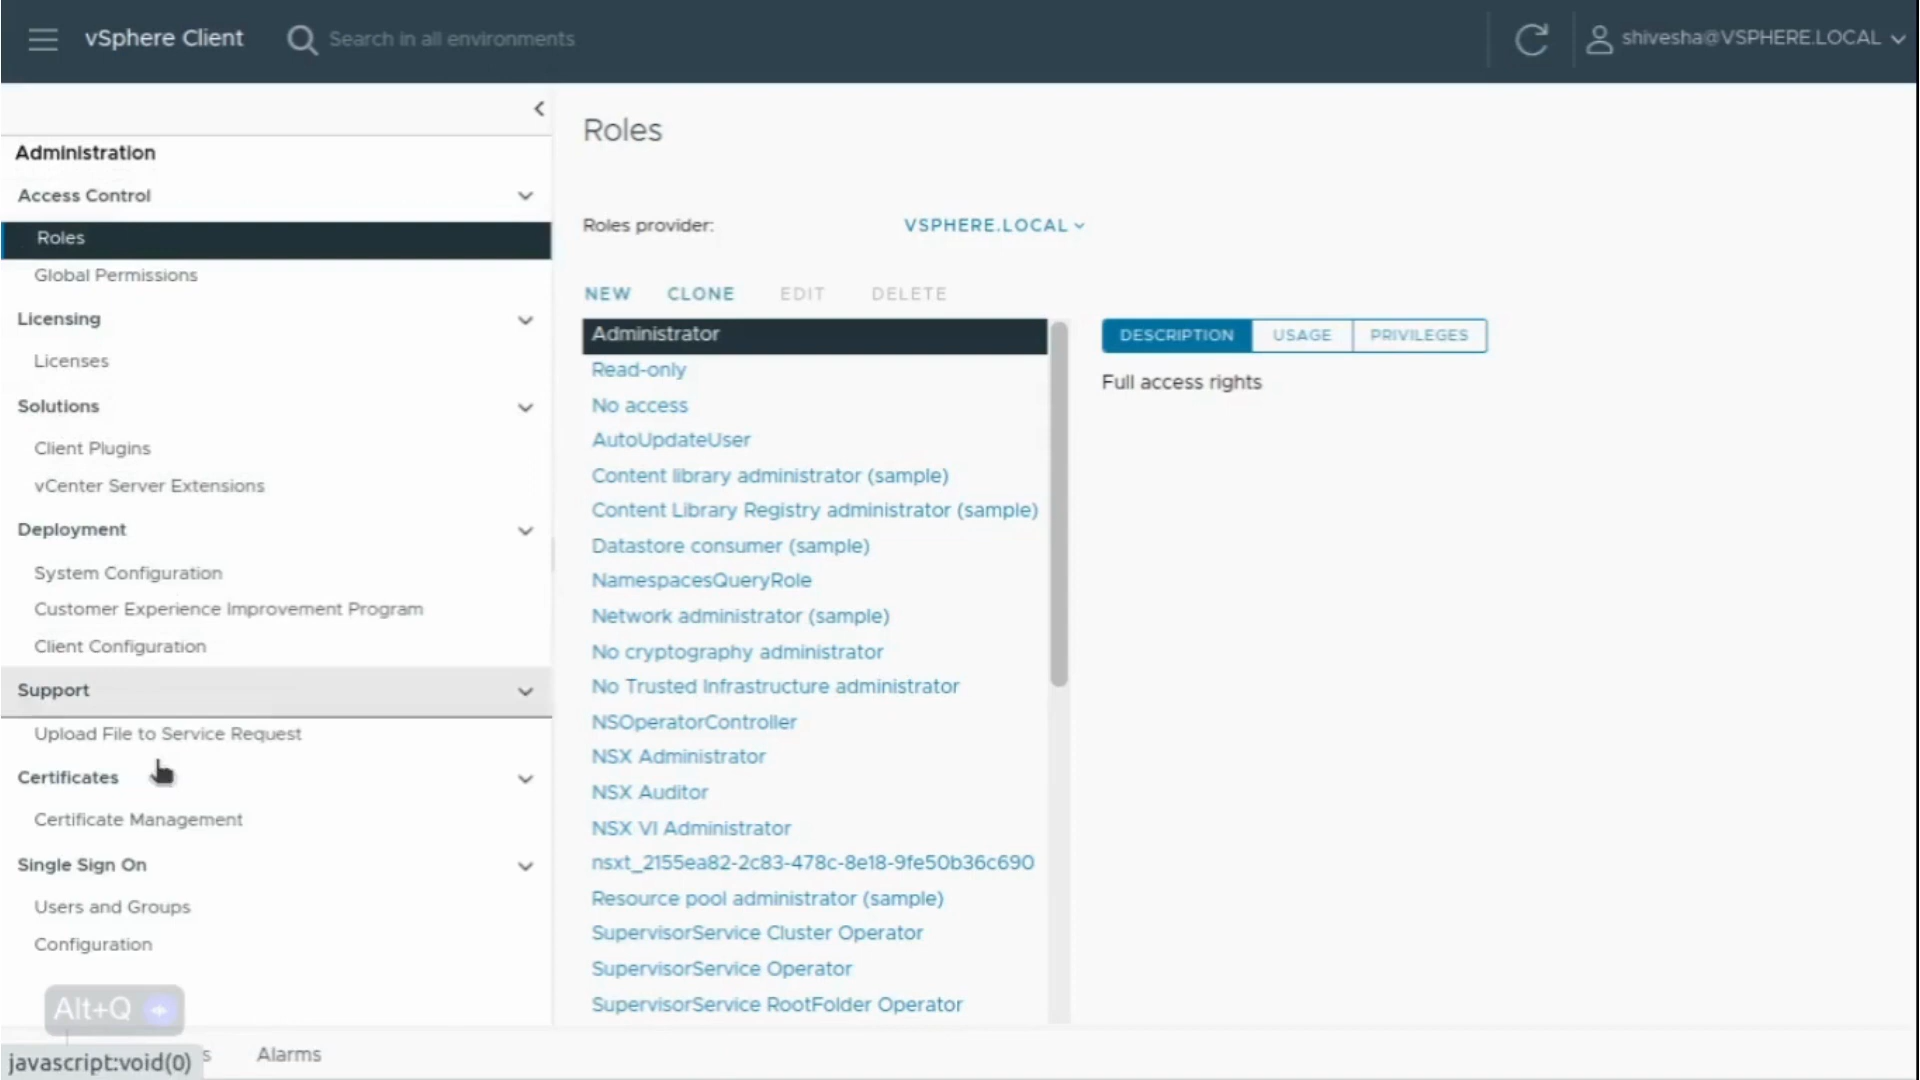 vSphere Client
Search in all environments
shivesha@VSPHERE.LOCAL
Administration
Access Control
Roles
Global Permissions
Licensing
Licenses
Solutions
Client Plugins
vCenter Server Extensions
Deployment
System Configuration
Customer Experience Improvement Program
Client Configuration
Support
Upload File to Service Request
Certificates
Certificate Management
Single Sign On
Users and Groups
Configuration
Alt+Q
javascript:void(0)
Alarms
Roles
Roles provider:
VSPHERE.LOCAL
NEW CLONE EDIT DELETE
Administrator
Read-only
No access
AutoUpdateUser
Content library administrator (sample)
Content Library Registry administrator (sample)
Datastore consumer (sample)
NamespacesQueryRole
Network administrator (sample)
No cryptography administrator
No Trusted Infrastructure administrator
NSOperatorController
NSX Administrator
NSX Auditor
NSX VI Administrator
nsxt_2155ea82-2c83-478c-8e18-9fe50b36c690
Resource pool administrator (sample)
SupervisorService Cluster Operator
SupervisorService Operator
SupervisorService RootFolder Operator
DESCRIPTION USAGE PRIVILEGES
Full access rights